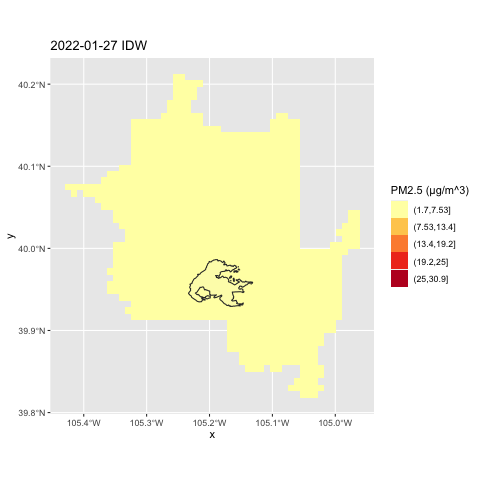 2022-01-27 IDW
40.2°N
40.1°N
40.0°N
39.9°N
39.8°N
y
105.4°W 105.3°W 105.2°W 105.1°W 105.0°W
x
PM2.5 (µg/m^3)
(1.7,7.53]
(7.53,13.4]
(13.4,19.2]
(19.2,25]
(25,30.9]